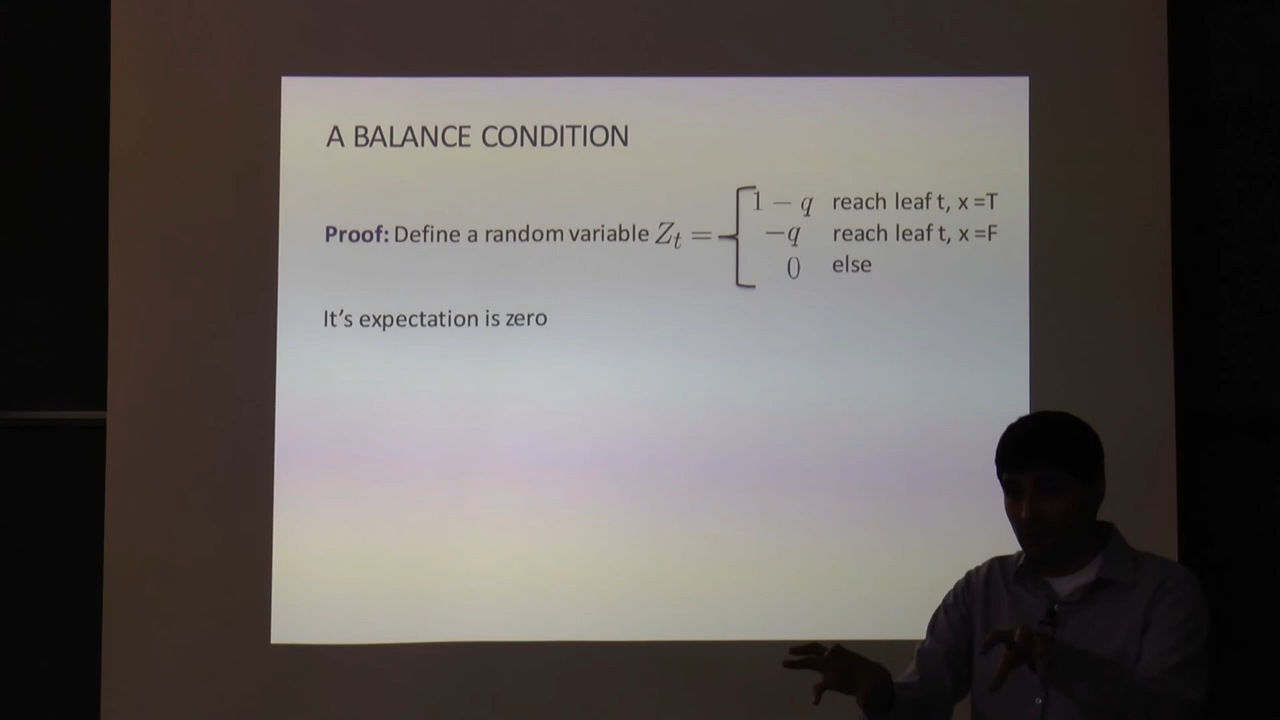 A BALANCE CONDITION
Proof: Define a random variable Z_t = { 1 − q reach leaf t, x =T
−q reach leaf t, x =F
0 else
It’s expectation is zero